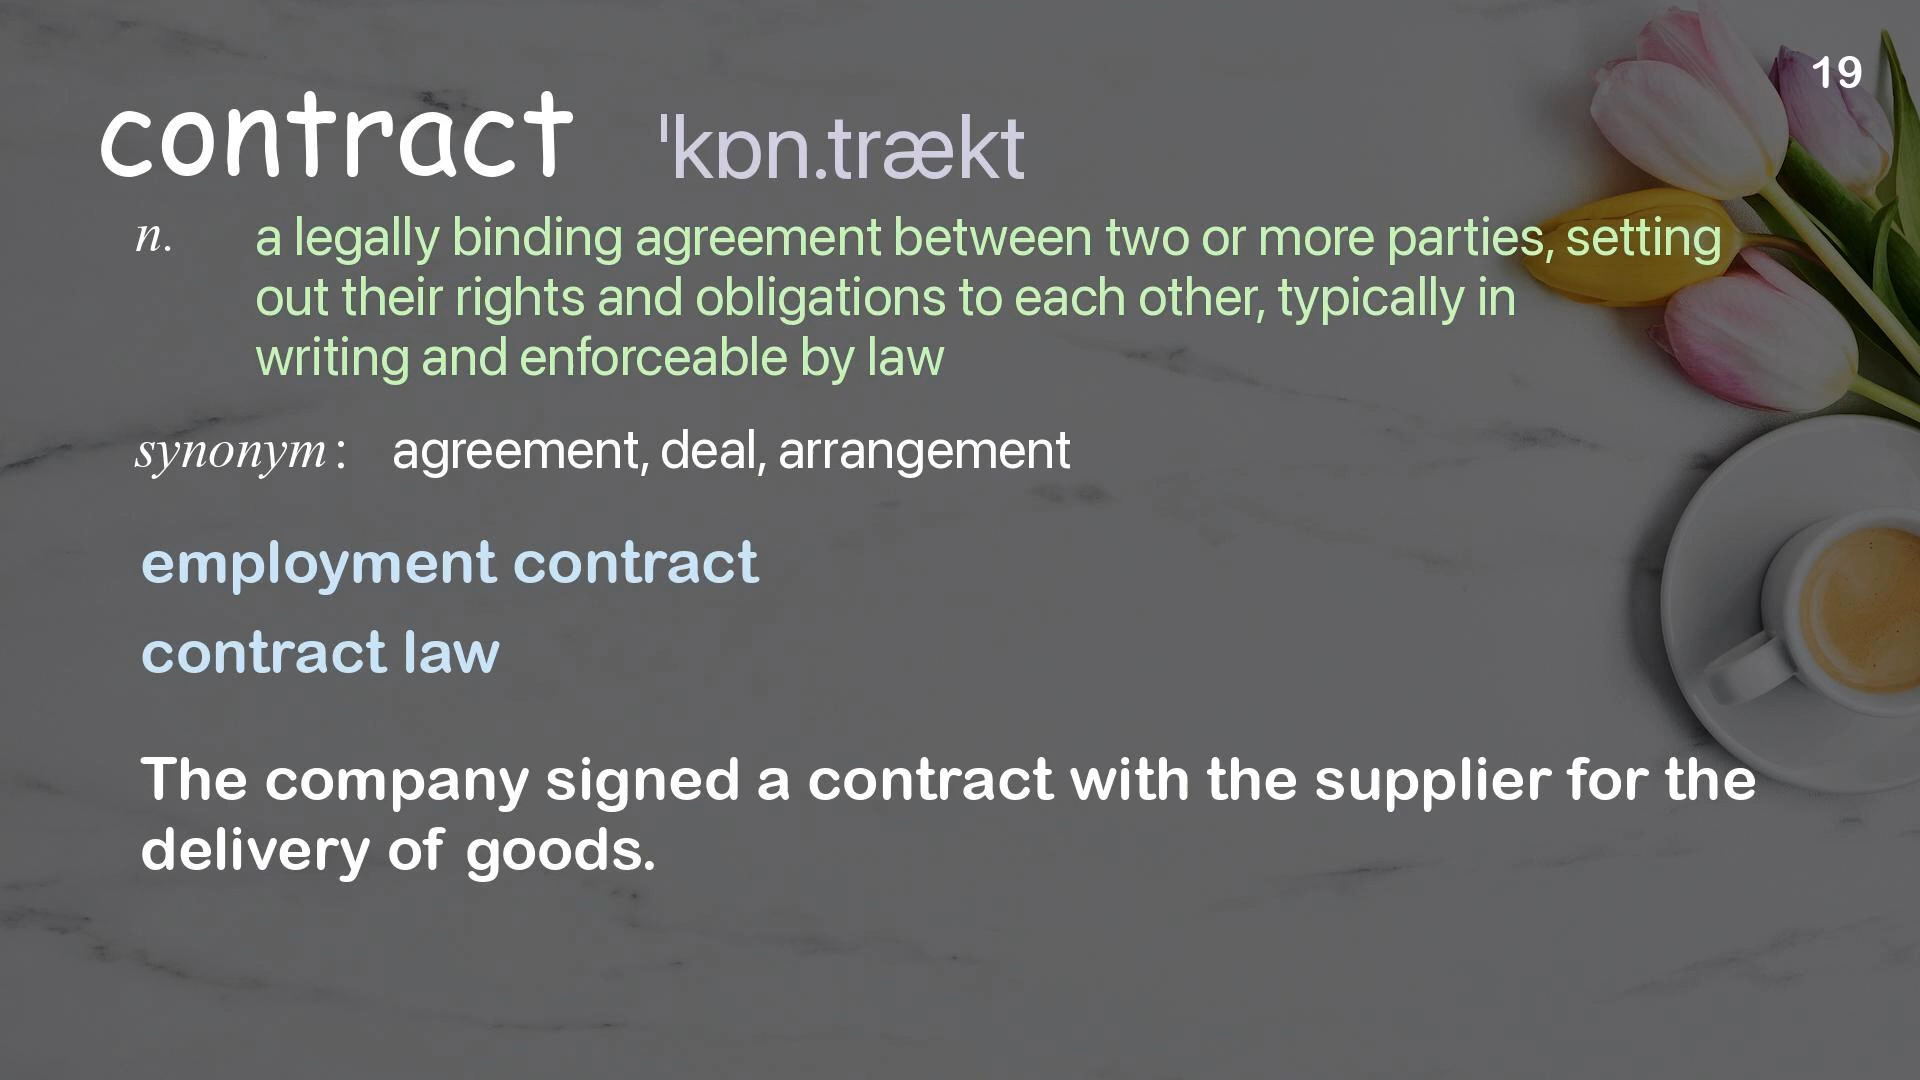 19
contract ˈkɒn.trækt
n. a legally binding agreement between two or more parties, setting
out their rights and obligations to each other, typically in
writing and enforceable by law
synonym: agreement, deal, arrangement
employment contract
contract law
The company signed a contract with the supplier for the
delivery of goods.